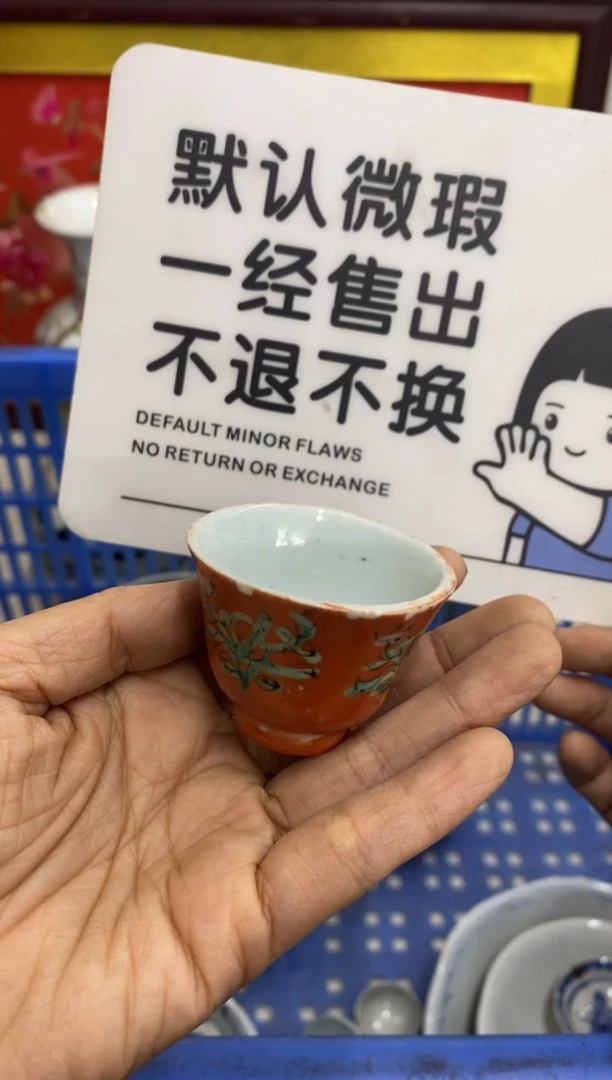 默认微瑕
一经售出
不退不换
DEFAULT MINOR FLAWS
NO RETURN OR EXCHANGE